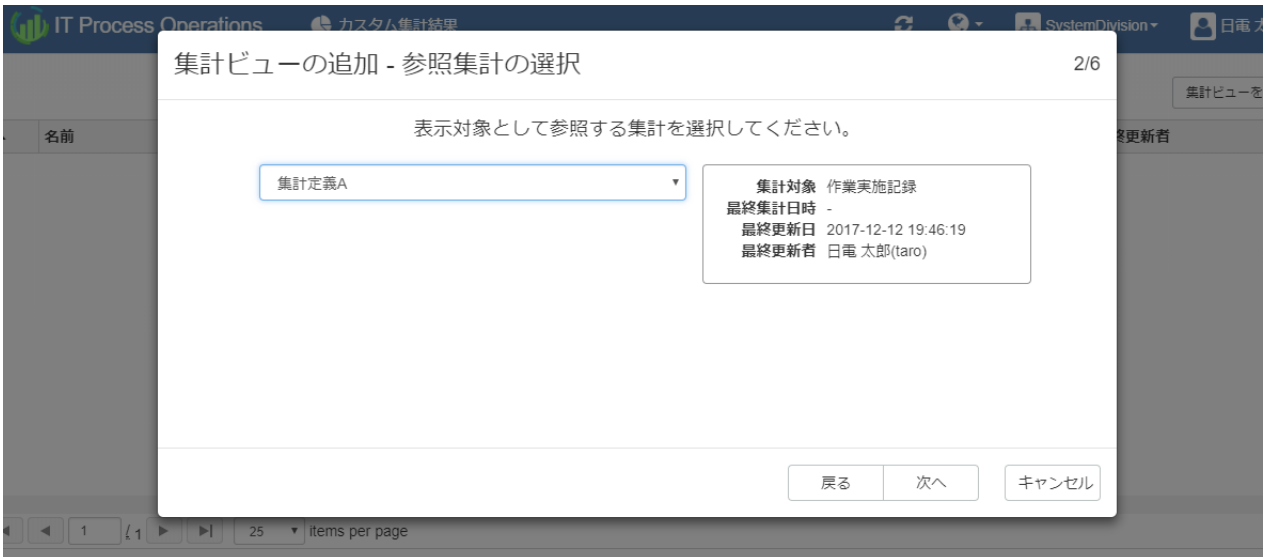 IT Process Operations カスタム集計結果 SystemDivision 日電 太
集計ビューの追加 - 参照集計の選択 2/6
集計ビューを
名前 更新者
表示対象として参照する集計を選択してください。
集計定義A
集計対象 作業実施記録
最終集計日時 -
最終更新日 2017-12-12 19:46:19
最終更新者 日電 太郎(taro)
戻る 次へ キャンセル
1 / 1 25 items per page